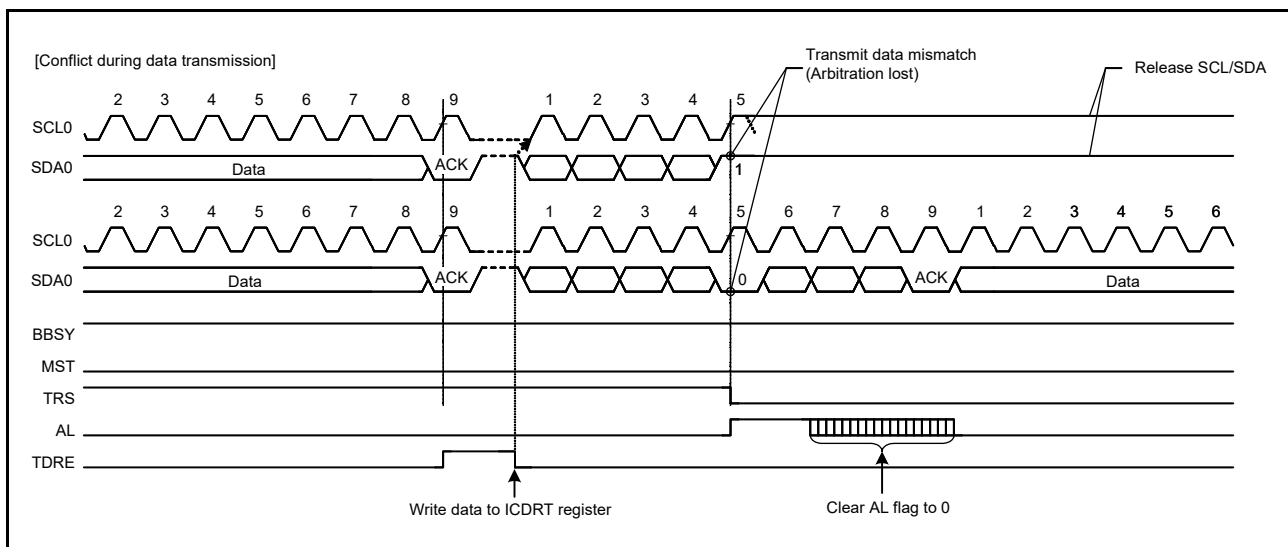 [Conflict during data transmission]
Transmit data mismatch
(Arbitration lost)
Release SCL/SDA
2 3 4 5 6 7 8 9 1 2 3 4 5
SCL0
SDA0 Data ACK 1
2 3 4 5 6 7 8 9 1 2 3 4 5 6 7 8 9 1 2 3 4 5 6
SCL0
SDA0 Data ACK 0 ACK Data
BBSY
MST
TRS
AL
TDRE
Write data to ICDRT register
Clear AL flag to 0